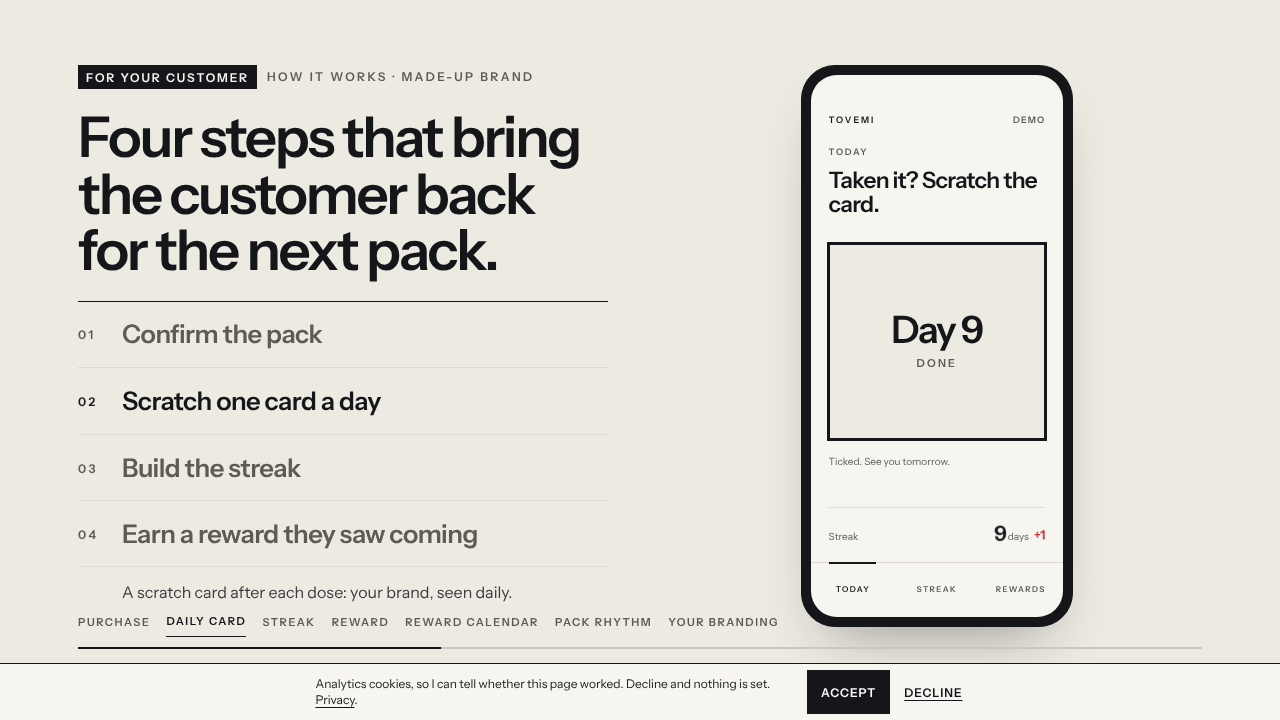 FOR YOUR CUSTOMER HOW IT WORKS · MADE-UP BRAND
Four steps that bring
the customer back
for the next pack.
01 Confirm the pack
02 Scratch one card a day
03 Build the streak
04 Earn a reward they saw coming
A scratch card after each dose: your brand, seen daily.
PURCHASE DAILY CARD STREAK REWARD REWARD CALENDAR PACK RHYTHM YOUR BRANDING
TOVEMI DEMO
TODAY
Taken it? Scratch the
card.
Day 9
DONE
Ticked. See you tomorrow.
Streak 9 days +1
TODAY STREAK REWARDS
Analytics cookies, so I can tell whether this page worked. Decline and nothing is set.
Privacy.
ACCEPT DECLINE